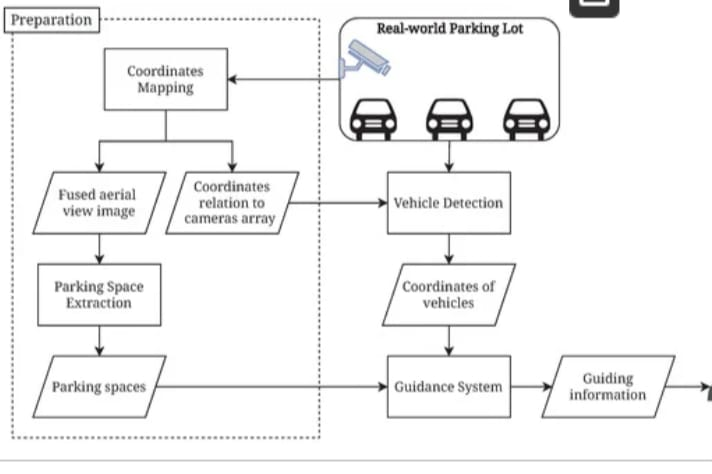 Preparation
Real-world Parking Lot
Coordinates
Mapping
Fused aerial
view image
Coordinates
relation to
cameras array
Vehicle Detection
Parking Space
Extraction
Coordinates of
vehicles
Parking spaces
Guidance System
Guiding
information